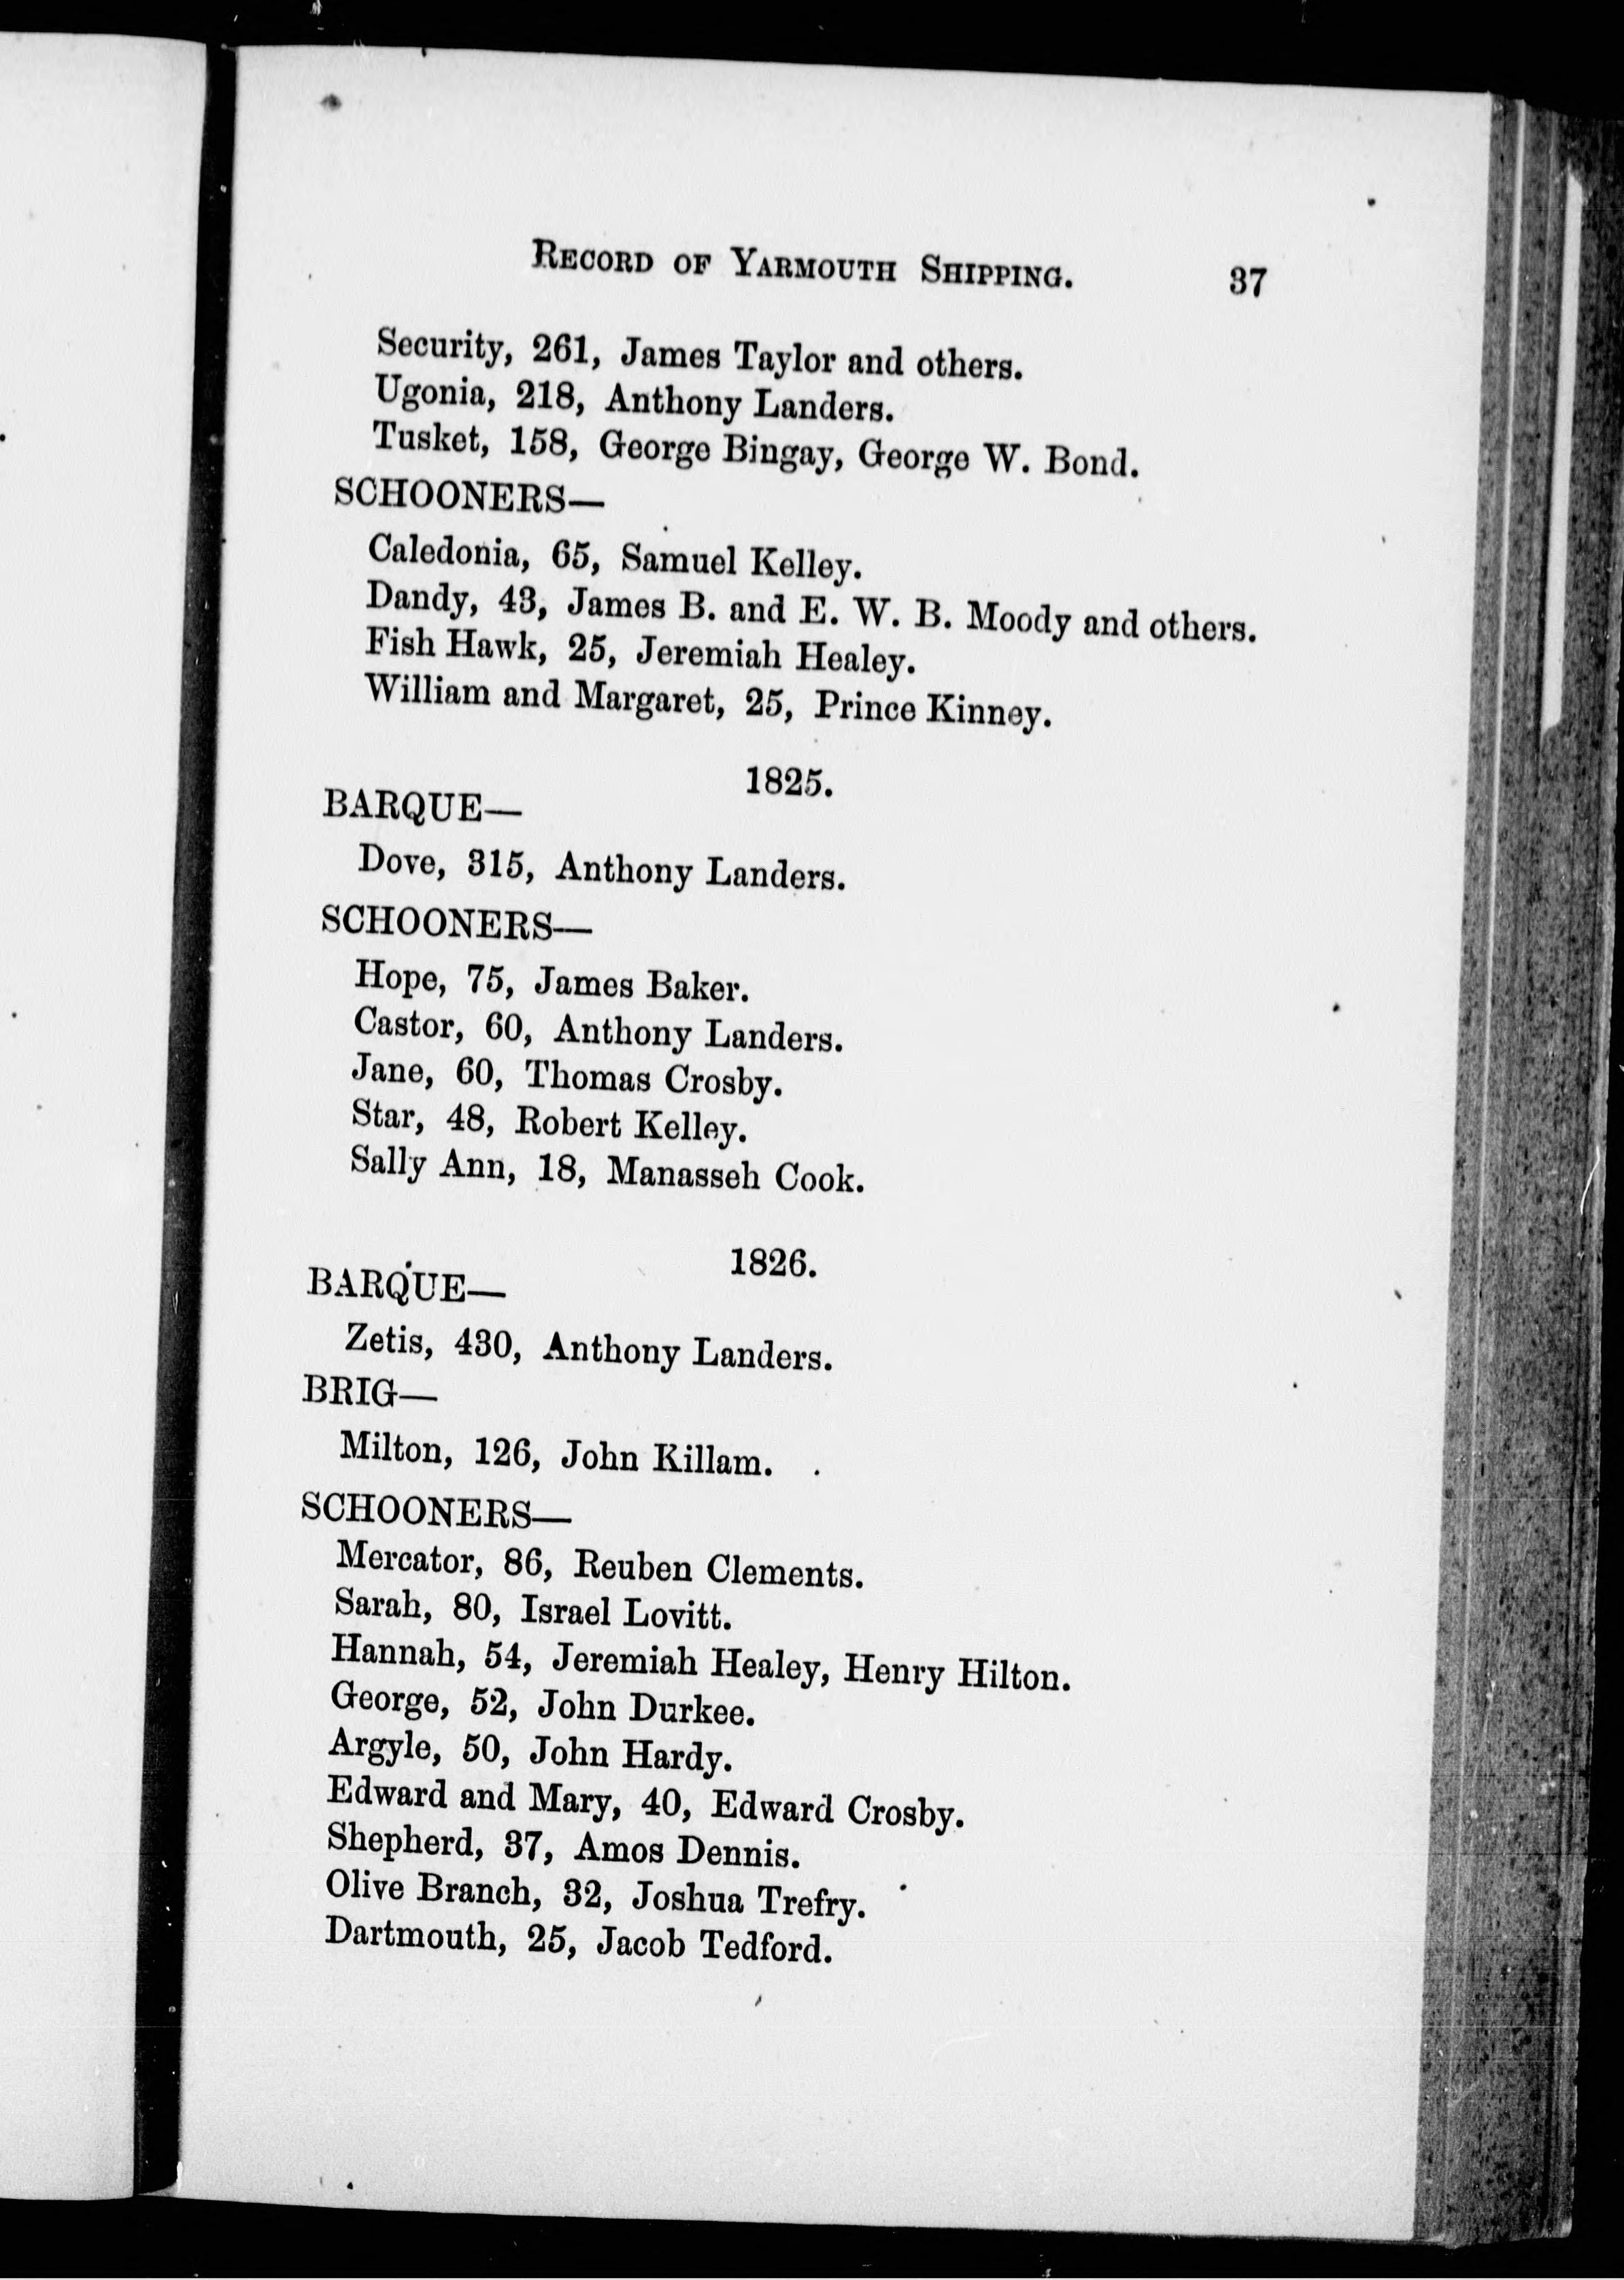 RECORD OF YARMOUTH SHIPPING. 37
Security, 261, James Taylor and others.
Ugonia, 218, Anthony Landers.
Tusket, 158, George Bingay, George W. Bond.
SCHOONERS—
Caledonia, 65, Samuel Kelley.
Dandy, 43, James B. and E. W. B. Moody and others.
Fish Hawk, 25, Jeremiah Healey.
William and Margaret, 25, Prince Kinney.
1825.
BARQUE—
Dove, 315, Anthony Landers.
SCHOONERS—
Hope, 75, James Baker.
Castor, 60, Anthony Landers.
Jane, 60, Thomas Crosby.
Star, 48, Robert Kelley.
Sally Ann, 18, Manasseh Cook.
1826.
BARQUE—
Zetis, 430, Anthony Landers.
BRIG—
Milton, 126, John Killam.
SCHOONERS—
Mercator, 86, Reuben Clements.
Sarah, 80, Israel Lovitt.
Hannah, 54, Jeremiah Healey, Henry Hilton.
George, 52, John Durkee.
Argyle, 50, John Hardy.
Edward and Mary, 40, Edward Crosby.
Shepherd, 37, Amos Dennis.
Olive Branch, 32, Joshua Trefry.
Dartmouth, 25, Jacob Tedford.